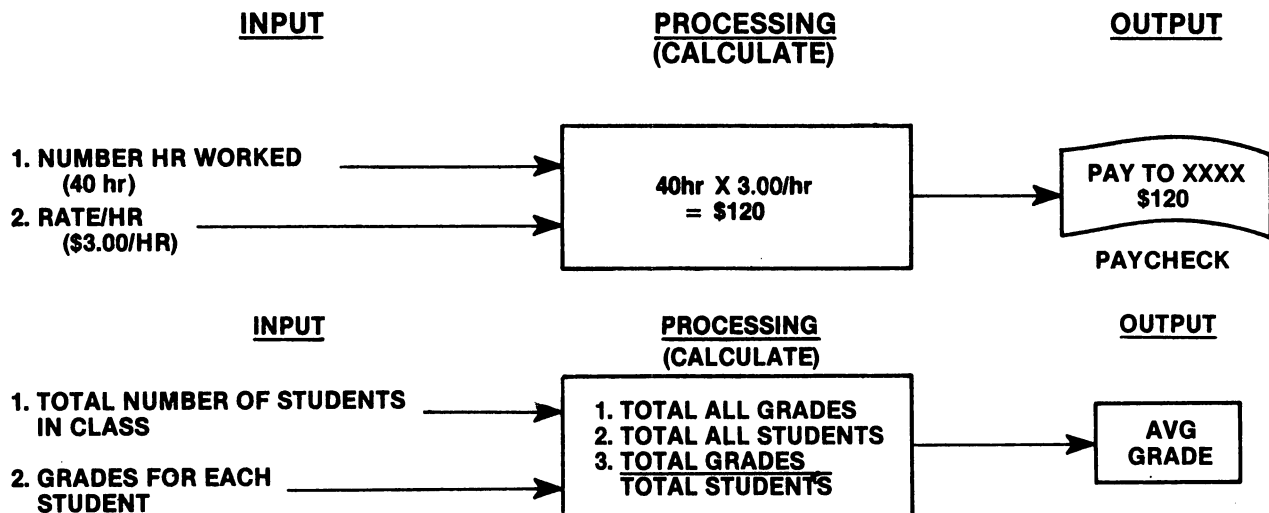 INPUT
PROCESSING
(CALCULATE)
OUTPUT
1. NUMBER HR WORKED
(40 hr)
2. RATE/HR
($3.00/HR)
40hr X 3.00/hr
= $120
PAY TO XXXX
$120
PAYCHECK
INPUT
PROCESSING
(CALCULATE)
OUTPUT
1. TOTAL NUMBER OF STUDENTS
IN CLASS
2. GRADES FOR EACH
STUDENT
1. TOTAL ALL GRADES
2. TOTAL ALL STUDENTS
3. TOTAL GRADES
TOTAL STUDENTS
AVG
GRADE